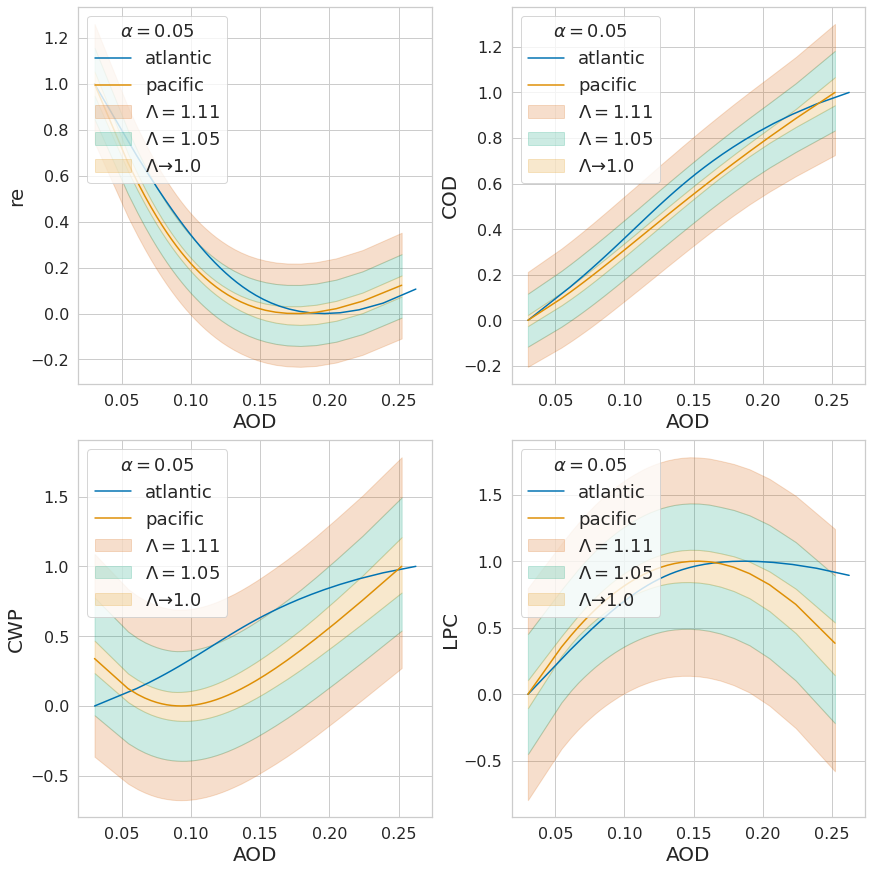 α = 0.05
atlantic
pacific
Λ = 1.11
Λ = 1.05
Λ→1.0
1.2
1.0
0.8
0.6
0.4
0.2
0.0
−0.2
re
0.05 0.10 0.15 0.20 0.25
AOD
α = 0.05
atlantic
pacific
Λ = 1.11
Λ = 1.05
Λ→1.0
1.2
1.0
0.8
0.6
0.4
0.2
0.0
−0.2
COD
0.05 0.10 0.15 0.20 0.25
AOD
α = 0.05
atlantic
pacific
Λ = 1.11
Λ = 1.05
Λ→1.0
1.5
1.0
0.5
0.0
−0.5
CWP
0.05 0.10 0.15 0.20 0.25
AOD
α = 0.05
atlantic
pacific
Λ = 1.11
Λ = 1.05
Λ→1.0
1.5
1.0
0.5
0.0
−0.5
LPC
0.05 0.10 0.15 0.20 0.25
AOD